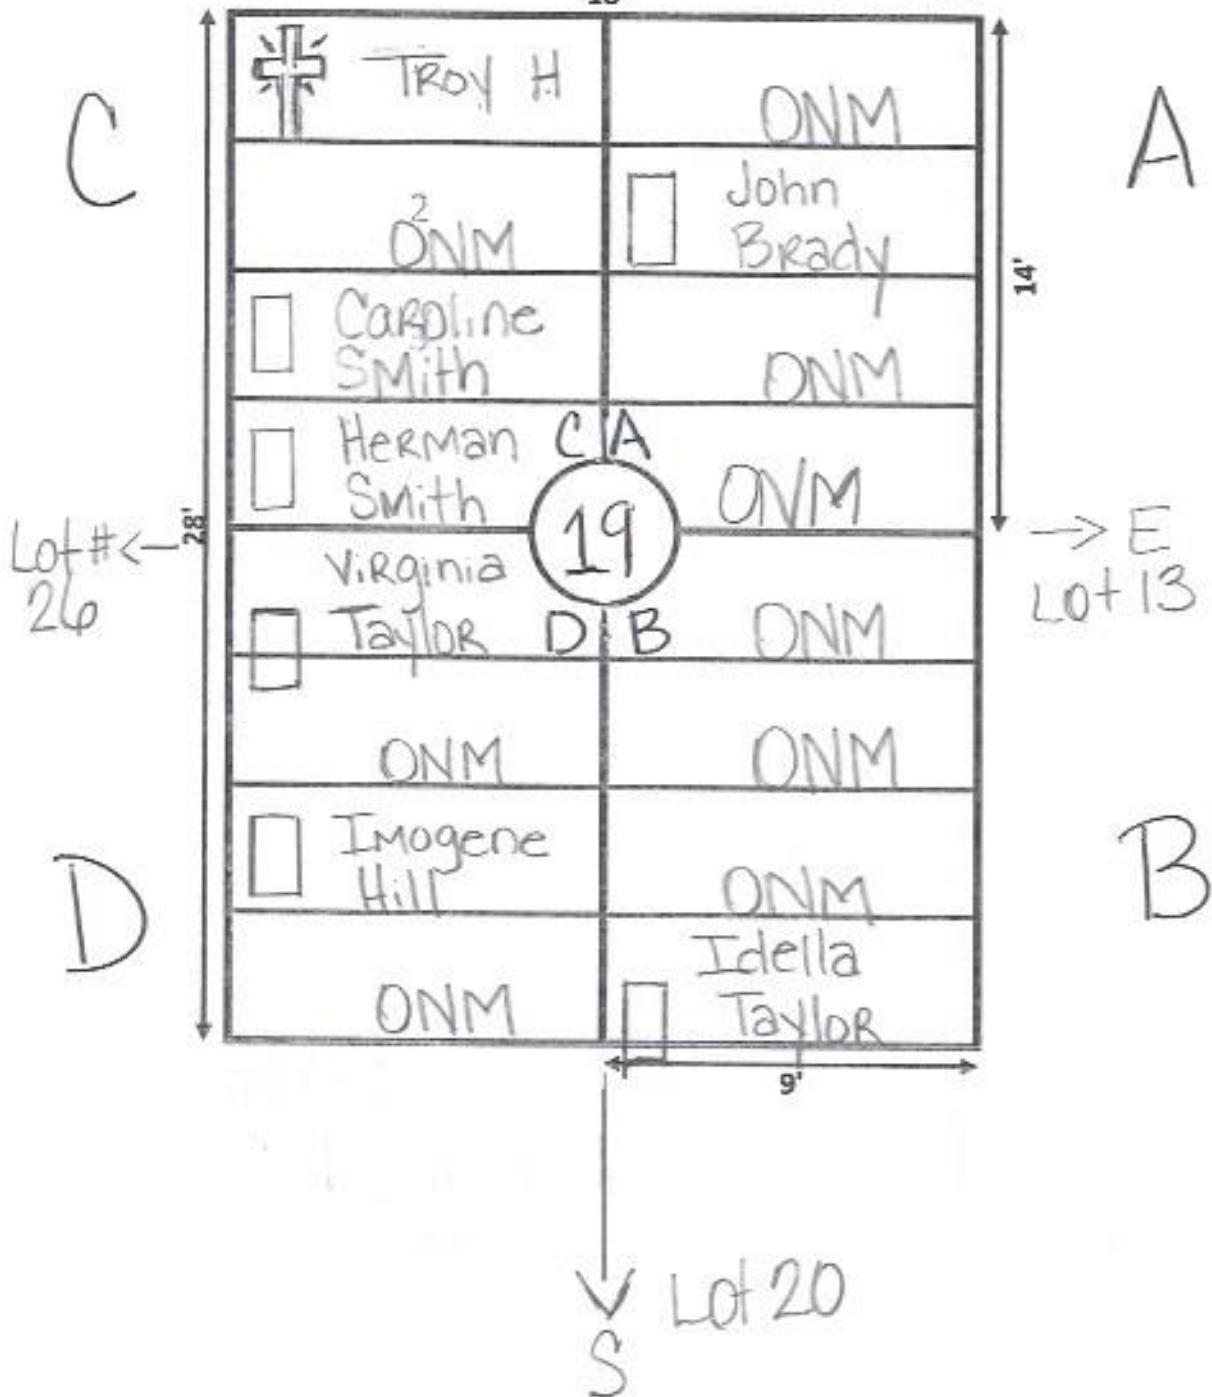 TROY H
ONM
C
A
2
ONM
John
Brady
Caroline
Smith
ONM
14'
Herman
Smith
C A
ONM
28'
19
Lot #
26
E
Lot 13
Virginia
Taylor
D B
ONM
ONM
ONM
Imogene
Hill
ONM
D
B
ONM
Idella
Taylor
9'
Lot 20
S